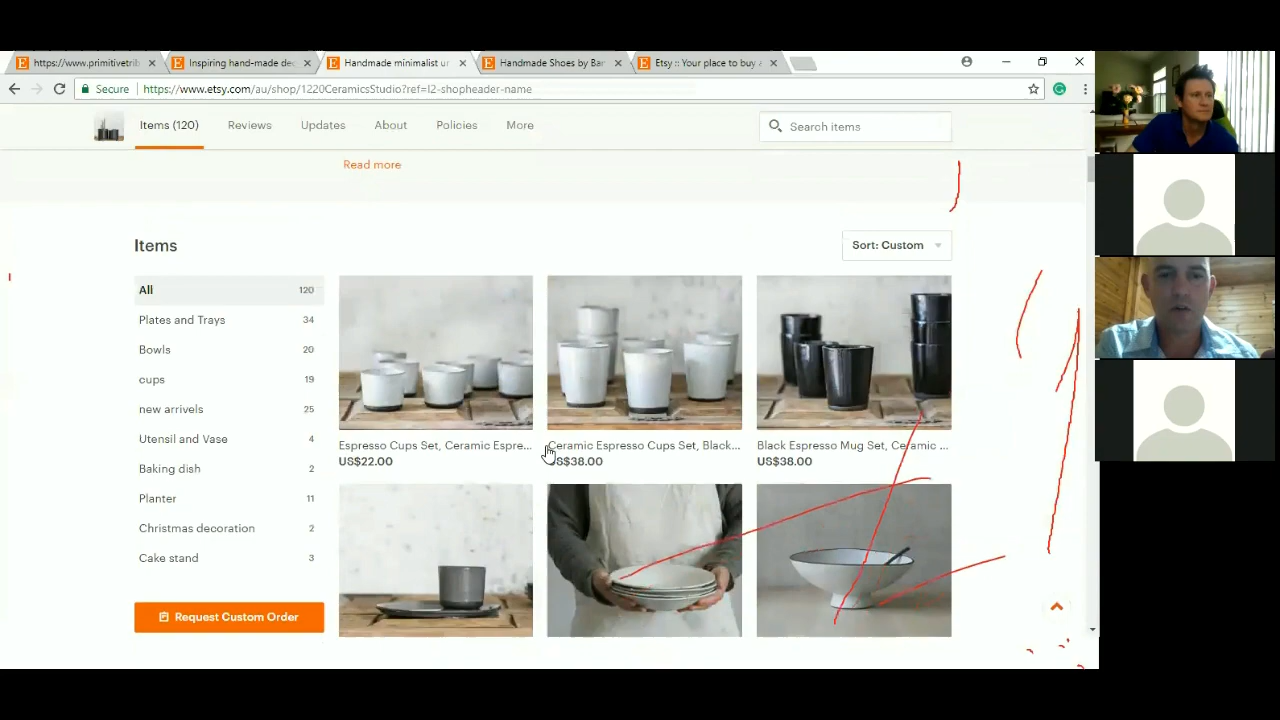 https://www.primitivetrib
Inspiring hand-made de
Handmade minimalist ur
Handmade Shoes by Bar
Etsy :: Your place to buy a
Secure
https://www.etsy.com/au/shop/1220CeramicsStudio?ref=l2-shopheader-name
Items (120)
Reviews
Updates
About
Policies
More
Search items
Read more
Items
Sort: Custom
All 120
Plates and Trays 34
Bowls 20
cups 19
new arrivels 25
Utensil and Vase 4
Baking dish 2
Planter 11
Christmas decoration 2
Cake stand 3
Request Custom Order
Espresso Cups Set, Ceramic Espre...
US$22.00
Ceramic Espresso Cups Set, Black...
US$38.00
Black Espresso Mug Set, Ceramic ...
US$38.00